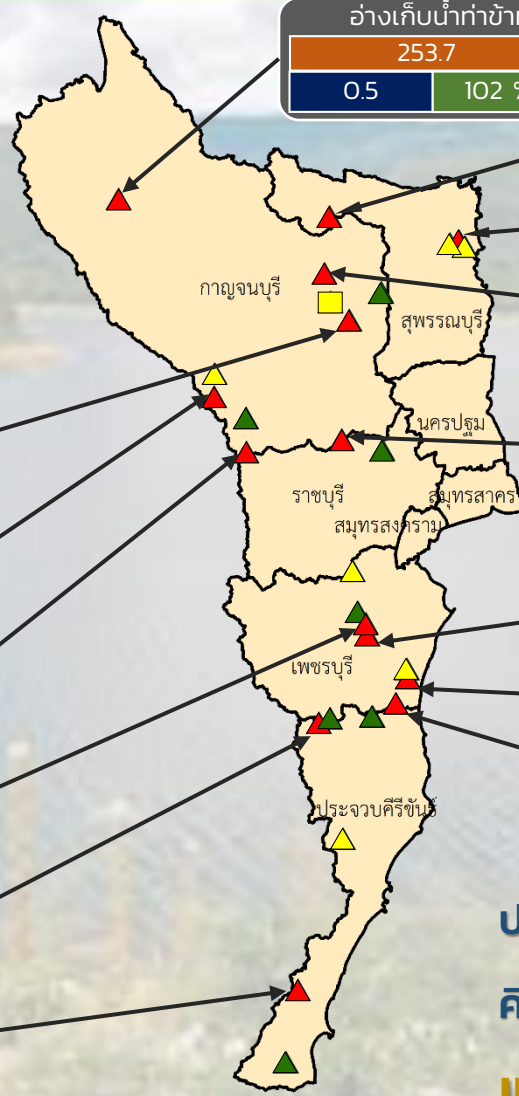 อ่างเก็บน้ำท่าข้าม
253.7
0.5 102 %
กาญจนบุรี
สุพรรณบุรี
นครปฐม
ราชบุรี
สมุทรสาคร
สมุทรสงคราม
เพชรบุรี
ประจวบคีรีขันธ์